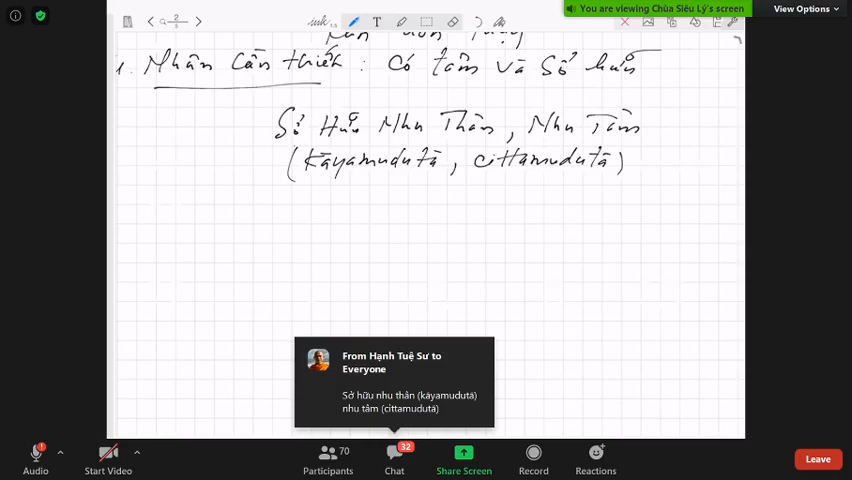 You are viewing Chùa Siêu Lý's screen
View Options
2
1. Nhân Cần thiết : Có tâm và Sở hữu
Sở Hữu Nhu Thân, Nhu Tâm
(Kāyamudutā, cittamudutā)
From Hạnh Tuệ Sư to
Everyone
Sở hữu nhu thân (kāyamudutā)
nhu tâm (cittamudutā)
Audio
Start Video
70
Participants
32
Chat
Share Screen
Record
Reactions
Leave